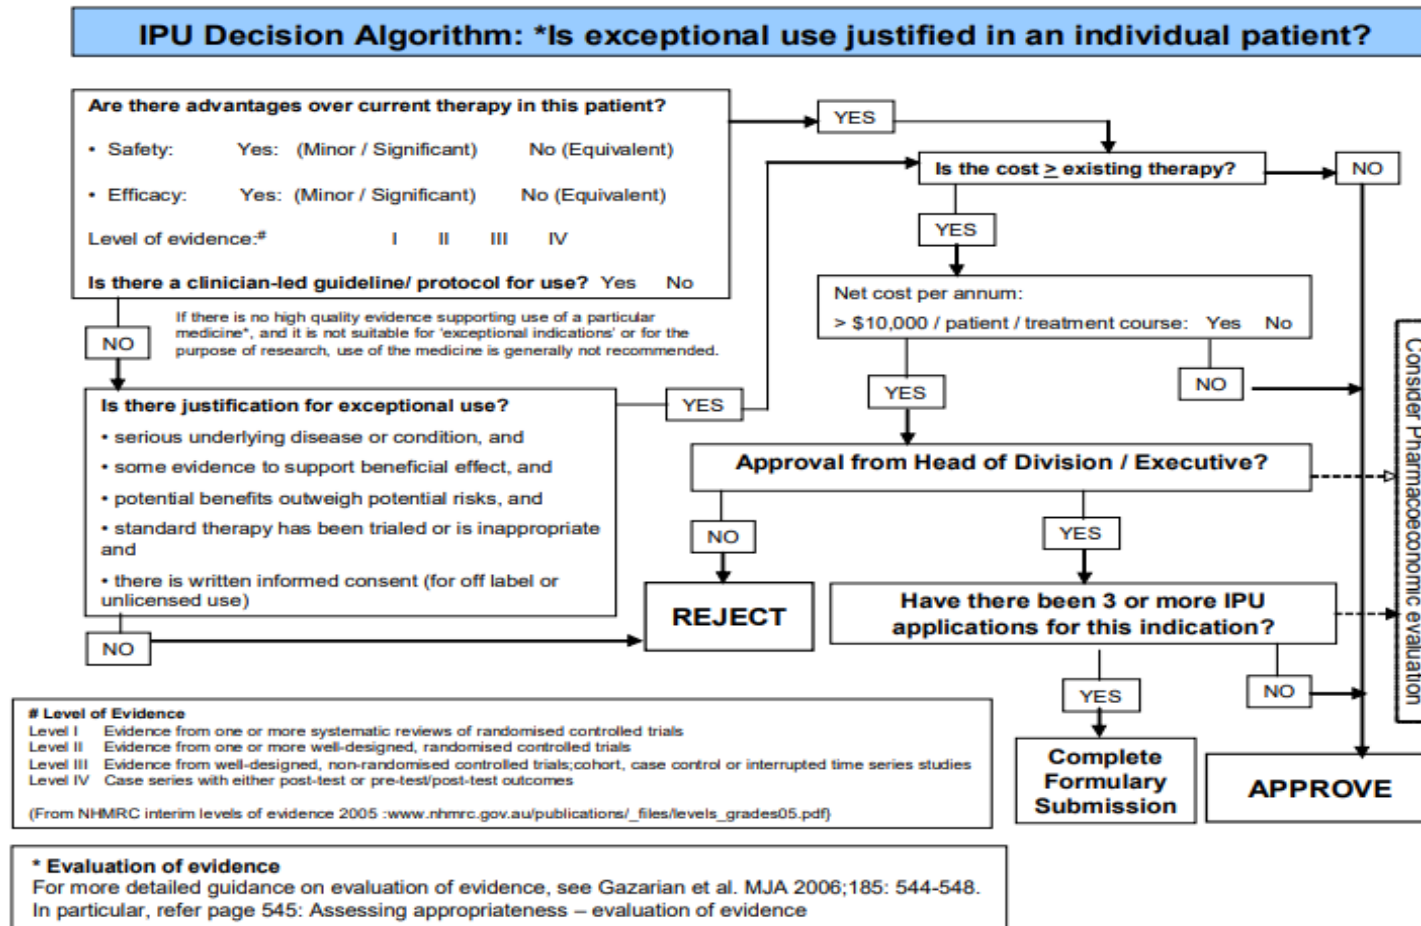 IPU Decision Algorithm: *Is exceptional use justified in an individual patient?
Are there advantages over current therapy in this patient?
• Safety: Yes: (Minor / Significant) No (Equivalent)
• Efficacy: Yes: (Minor / Significant) No (Equivalent)
Level of evidence:# I II III IV
Is there a clinician-led guideline/ protocol for use? Yes No
YES
Is the cost ≥ existing therapy?
NO
YES
Net cost per annum:
> $10,000 / patient / treatment course: Yes No
NO
If there is no high quality evidence supporting use of a particular
medicine*, and it is not suitable for 'exceptional indications' or for the
purpose of research, use of the medicine is generally not recommended.
Is there justification for exceptional use?
• serious underlying disease or condition, and
• some evidence to support beneficial effect, and
• potential benefits outweigh potential risks, and
• standard therapy has been trialed or is inappropriate
and
• there is written informed consent (for off label or
unlicensed use)
YES
NO
YES
NO
Approval from Head of Division / Executive?
NO
YES
REJECT
Have there been 3 or more IPU
applications for this indication?
YES
NO
Complete
Formulary
Submission
APPROVE
Consider Pharmacoeconomic evaluation
# Level of Evidence
Level I Evidence from one or more systematic reviews of randomised controlled trials
Level II Evidence from one or more well-designed, randomised controlled trials
Level III Evidence from well-designed, non-randomised controlled trials;cohort, case control or interrupted time series studies
Level IV Case series with either post-test or pre-test/post-test outcomes
(From NHMRC interim levels of evidence 2005 :www.nhmrc.gov.au/publications/_files/levels_grades05.pdf}
* Evaluation of evidence
For more detailed guidance on evaluation of evidence, see Gazarian et al. MJA 2006;185: 544-548.
In particular, refer page 545: Assessing appropriateness – evaluation of evidence